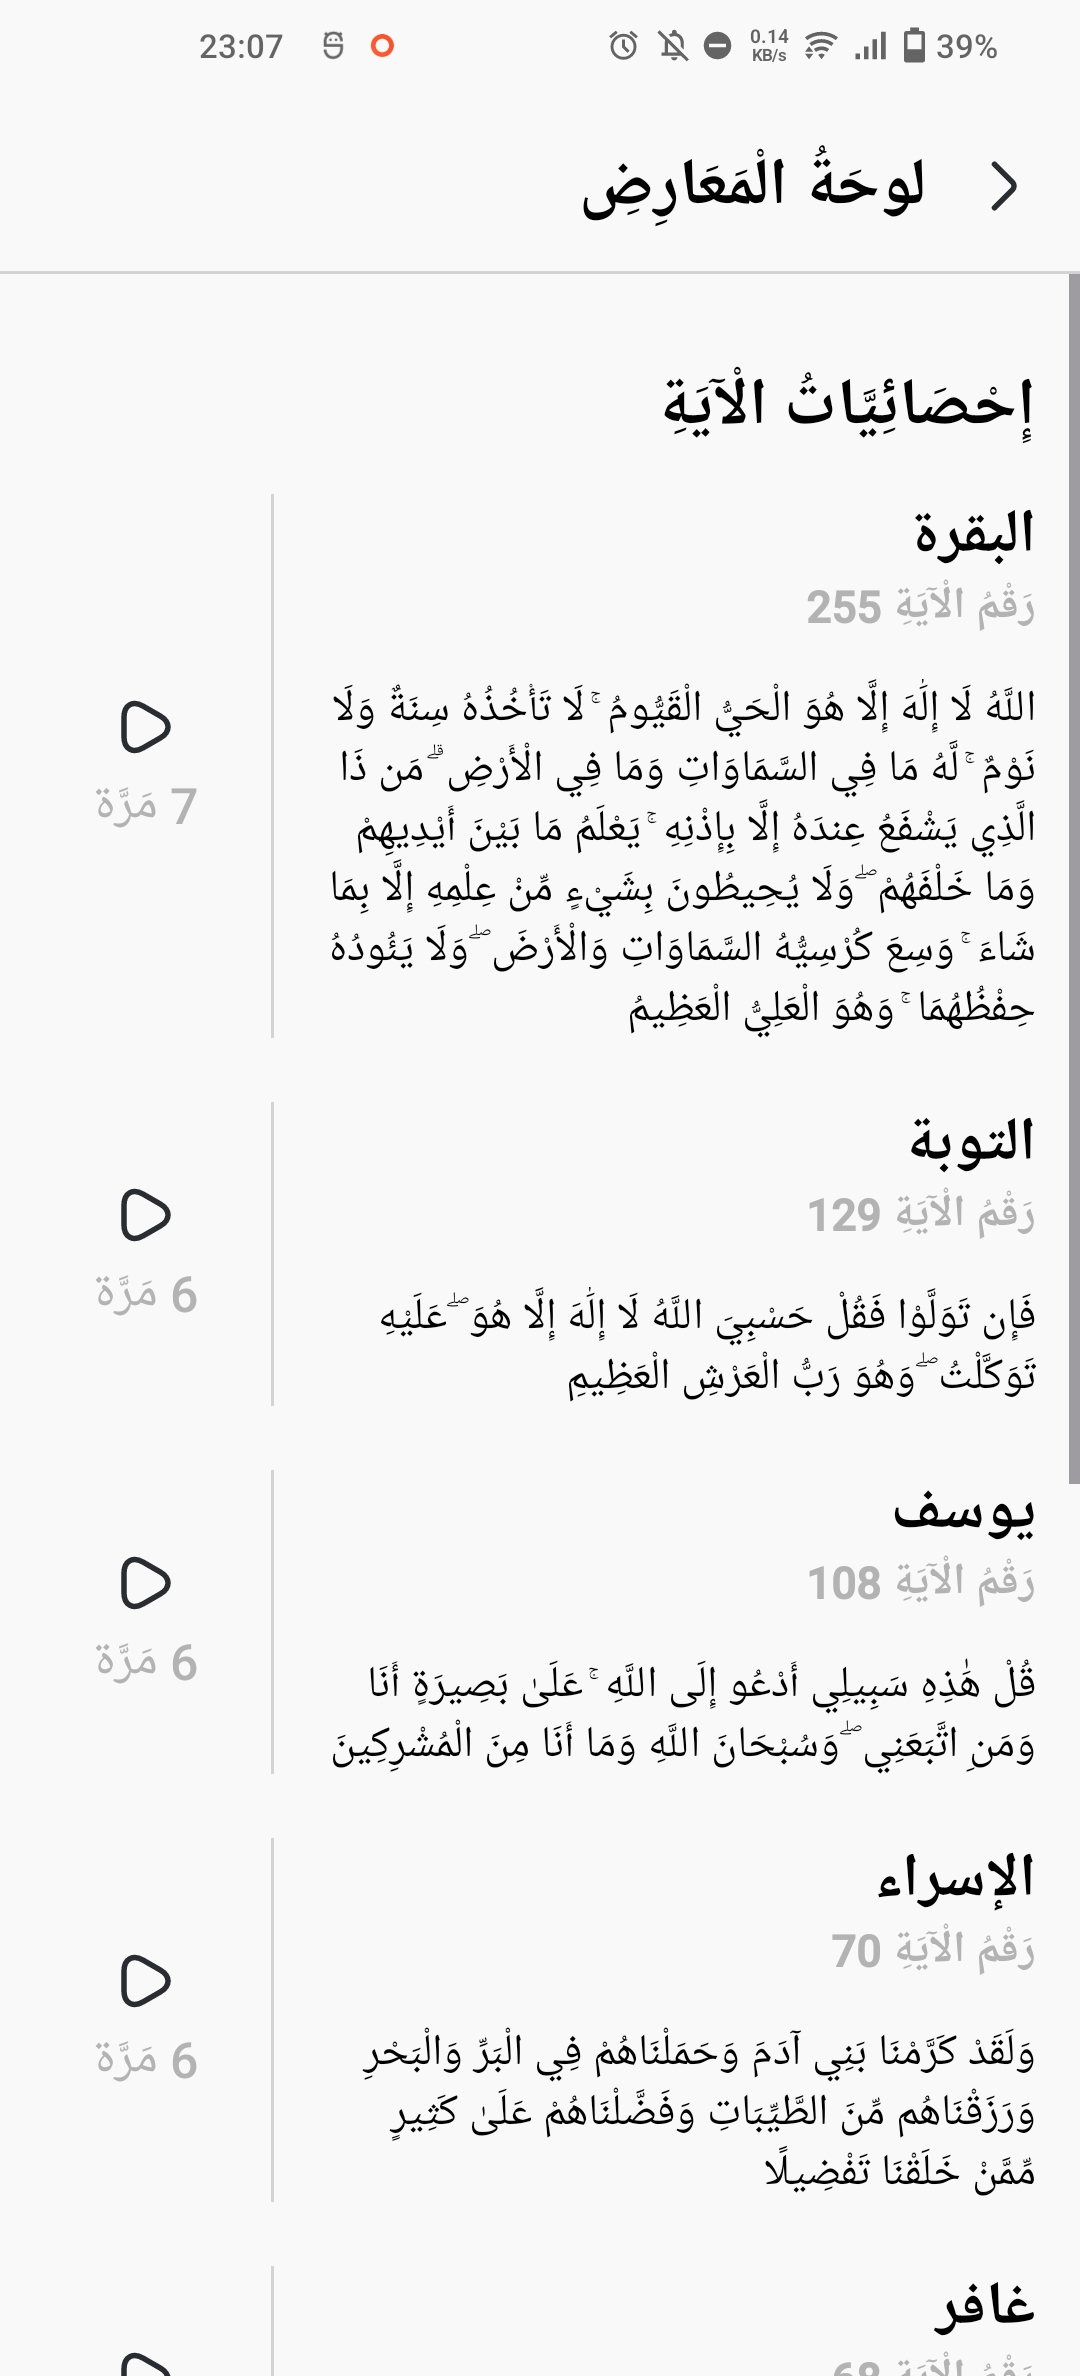 23:07
0.14 KB/s
39%
لوحَةُ الْمَعَارِضِ
إِحْصَائِيَّاتُ الْآيَةِ
البقرة
رَقْمُ الْآيَةِ 255
اللَّهُ لَا إِلَٰهَ إِلَّا هُوَ الْحَيُّ الْقَيُّومُ ۚ لَا تَأْخُذُهُ سِنَةٌ وَلَا
نَوْمٌ ۚ لَّهُ مَا فِي السَّمَاوَاتِ وَمَا فِي الْأَرْضِ ۗ مَن ذَا
الَّذِي يَشْفَعُ عِندَهُ إِلَّا بِإِذْنِهِ ۚ يَعْلَمُ مَا بَيْنَ أَيْدِيهِمْ
وَمَا خَلْفَهُمْ ۖ وَلَا يُحِيطُونَ بِشَيْءٍ مِّنْ عِلْمِهِ إِلَّا بِمَا
شَاءَ ۚ وَسِعَ كُرْسِيُّهُ السَّمَاوَاتِ وَالْأَرْضَ ۖ وَلَا يَئُودُهُ
حِفْظُهُمَا ۚ وَهُوَ الْعَلِيُّ الْعَظِيمُ
7 مَرَّة
التوبة
رَقْمُ الْآيَةِ 129
فَإِن تَوَلَّوْا فَقُلْ حَسْبِيَ اللَّهُ لَا إِلَٰهَ إِلَّا هُوَ ۖ عَلَيْهِ
تَوَكَّلْتُ ۖ وَهُوَ رَبُّ الْعَرْشِ الْعَظِيمِ
6 مَرَّة
يوسف
رَقْمُ الْآيَةِ 108
قُلْ هَٰذِهِ سَبِيلِي أَدْعُو إِلَى اللَّهِ ۚ عَلَىٰ بَصِيرَةٍ أَنَا
وَمَنِ اتَّبَعَنِي ۖ وَسُبْحَانَ اللَّهِ وَمَا أَنَا مِنَ الْمُشْرِكِينَ
6 مَرَّة
الإسراء
رَقْمُ الْآيَةِ 70
وَلَقَدْ كَرَّمْنَا بَنِي آدَمَ وَحَمَلْنَاهُمْ فِي الْبَرِّ وَالْبَحْرِ
وَرَزَقْنَاهُم مِّنَ الطَّيِّبَاتِ وَفَضَّلْنَاهُمْ عَلَىٰ كَثِيرٍ
مِّمَّنْ خَلَقْنَا تَفْضِيلًا
6 مَرَّة
غافر
رَقْمُ الْآيَةِ 68